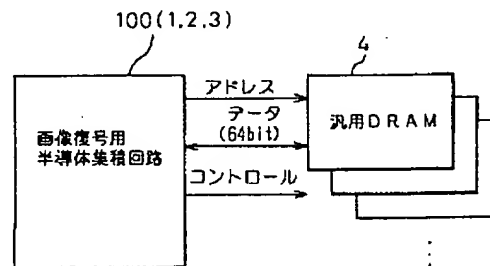 100(1,2,3)
4
アドレス
データ
(64bit)
コントロール
画像復号用
半導体集積回路
汎用DRAM